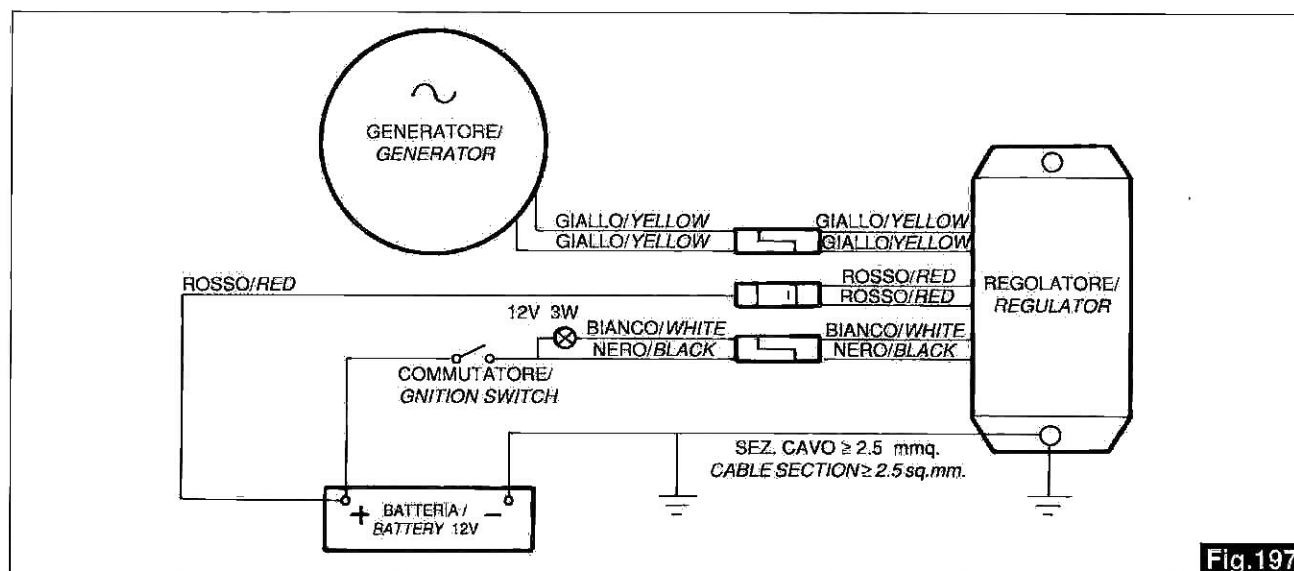 GENERATORE/
GENERATOR
GIALLO/YELLOW
GIALLO/YELLOW
GIALLO/YELLOW
GIALLO/YELLOW
ROSSO/RED
ROSSO/RED
ROSSO/RED
REGOLATORE/
REGULATOR
12V 3W
BIANCO/WHITE
BIANCO/WHITE
NERO/BLACK
NERO/BLACK
COMMUTATORE/
GNITION SWITCH
SEZ. CAVO ≥ 2.5 mmq.
CABLE SECTION ≥ 2.5 sq.mm.
+ BATTERIA/ −
BATTERY 12V
Fig.197